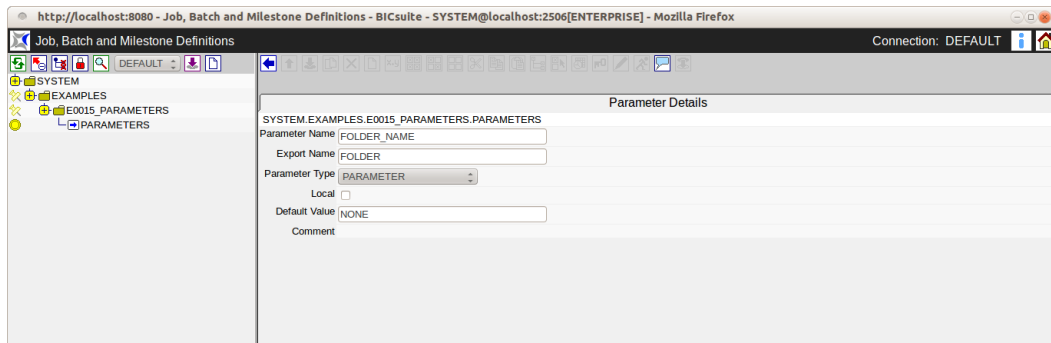 http://localhost:8080 - Job, Batch and Milestone Definitions - BICsuite - SYSTEM@localhost:2506[ENTERPRISE] - Mozilla Firefox
Job, Batch and Milestone Definitions
Connection: DEFAULT
DEFAULT
SYSTEM
EXAMPLES
E0015_PARAMETERS
PARAMETERS
Parameter Details
SYSTEM.EXAMPLES.E0015_PARAMETERS.PARAMETERS
Parameter Name FOLDER_NAME
Export Name FOLDER
Parameter Type PARAMETER
Local
Default Value NONE
Comment